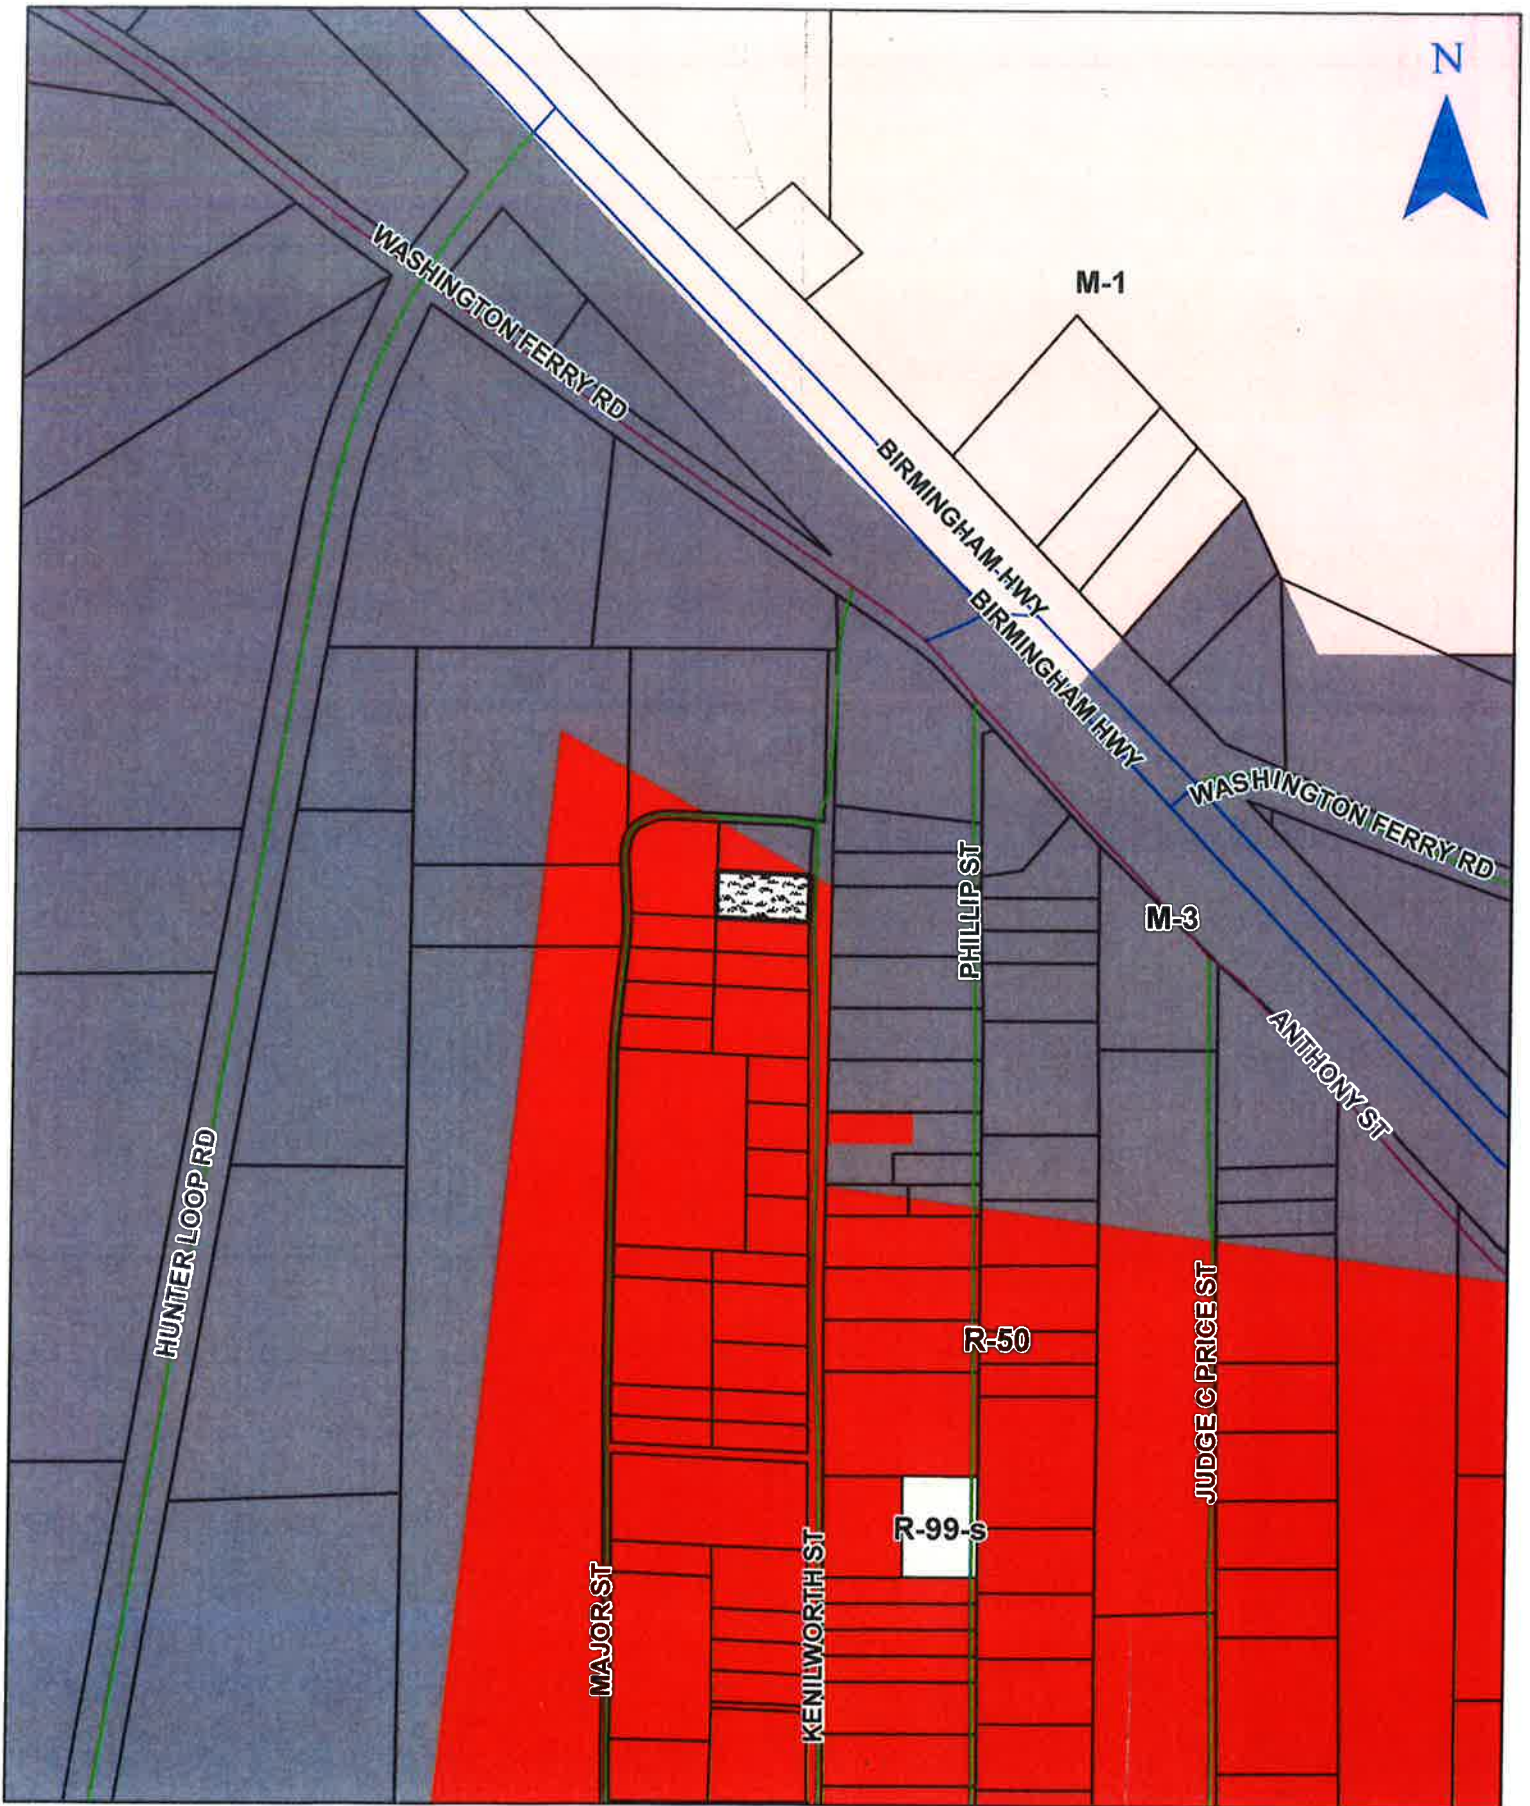 N
WASHINGTON FERRY RD
M-1
BIRMINGHAM HWY
BIRMINGHAM HWY
WASHINGTON FERRY RD
PHILLIP ST
M-3
ANTHONY ST
HUNTER LOOP RD
R-50
JUDGE C PRICE ST
R-99-s
MAJOR ST
KENILWORTH ST